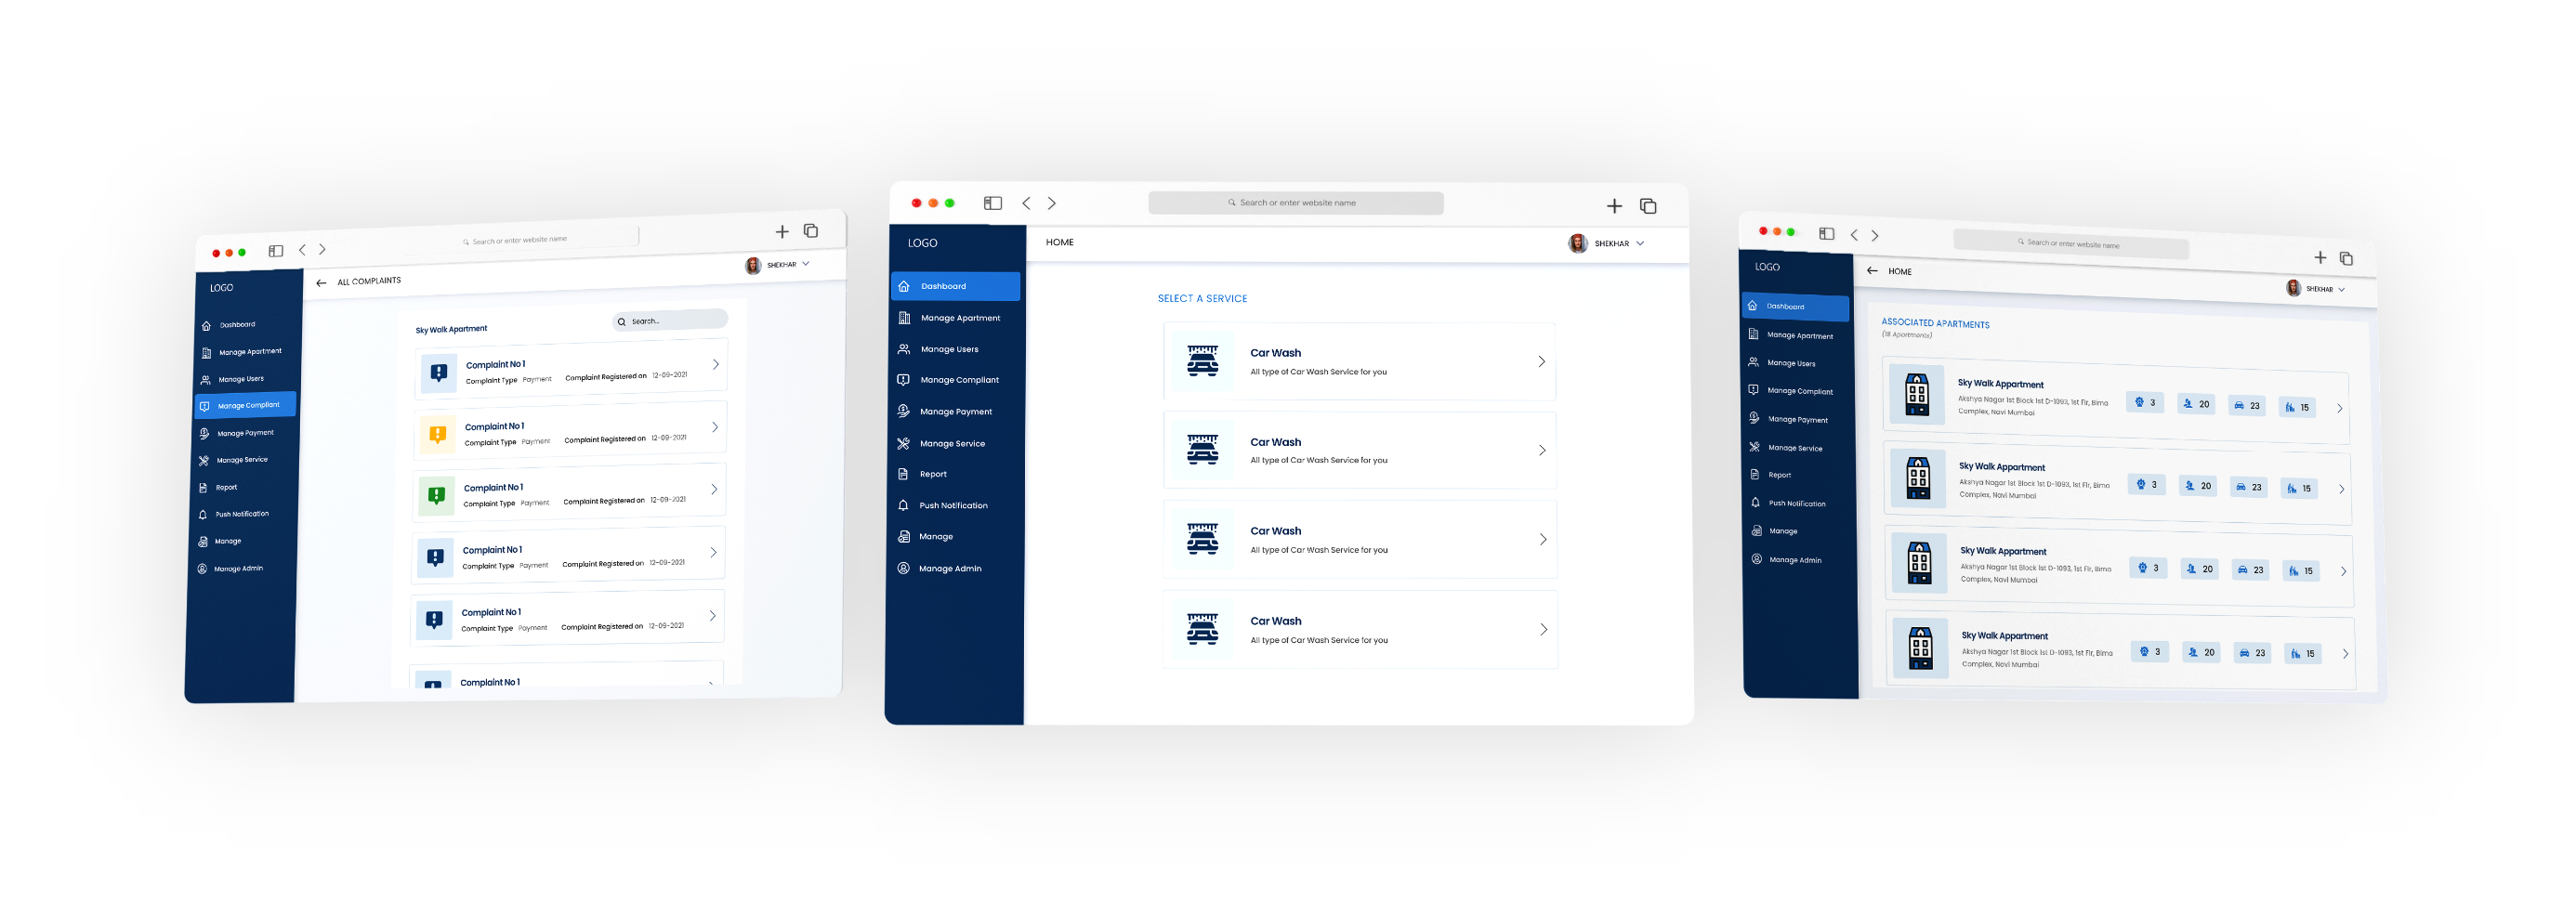 Search or enter website name
LOGO
ALL COMPLAINTS
SHEKHAR
Dashboard
Manage Apartment
Manage Users
Manage Compliant
Manage Payment
Manage Service
Report
Push Notification
Manage
Manage Admin
Sky Walk Apartment
Search...
Complaint No 1
Complaint Type Payment Complaint Registered on 12-09-2021
Complaint No 1
Complaint Type Payment Complaint Registered on 12-09-2021
Complaint No 1
Complaint Type Payment Complaint Registered on 12-09-2021
Complaint No 1
Complaint Type Payment Complaint Registered on 12-09-2021
Complaint No 1
Complaint Type Payment Complaint Registered on 12-09-2021
Complaint No 1
Search or enter website name
LOGO
HOME
SHEKHAR
Dashboard
Manage Apartment
Manage Users
Manage Compliant
Manage Payment
Manage Service
Report
Push Notification
Manage
Manage Admin
SELECT A SERVICE
Car Wash
All type of Car Wash Service for you
Car Wash
All type of Car Wash Service for you
Car Wash
All type of Car Wash Service for you
Car Wash
All type of Car Wash Service for you
Search or enter website name
LOGO
HOME
SHEKHAR
Dashboard
Manage Apartment
Manage Users
Manage Compliant
Manage Payment
Manage Service
Report
Push Notification
Manage
Manage Admin
ASSOCIATED APARTMENTS
(18 Apartments)
Sky Walk Appartment
Akshya Nagar 1st Block 1st D-1093, 1st Flr, Bima
Complex, Navi Mumbai
3 20 23 15
Sky Walk Appartment
Akshya Nagar 1st Block 1st D-1093, 1st Flr, Bima
Complex, Navi Mumbai
3 20 23 15
Sky Walk Appartment
Akshya Nagar 1st Block 1st D-1093, 1st Flr, Bima
Complex, Navi Mumbai
3 20 23 15
Sky Walk Appartment
Akshya Nagar 1st Block 1st D-1093, 1st Flr, Bima
Complex, Navi Mumbai
3 20 23 15